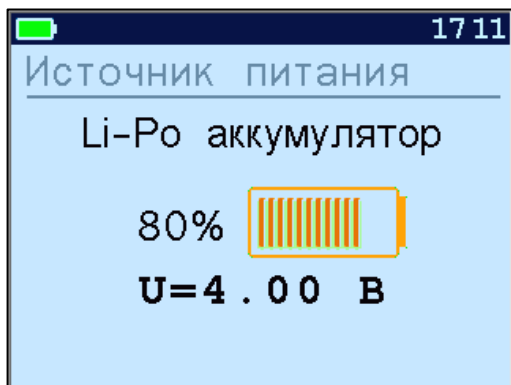 17 11
Источник питания
Li-Po аккумулятор
80%
U=4.00 В